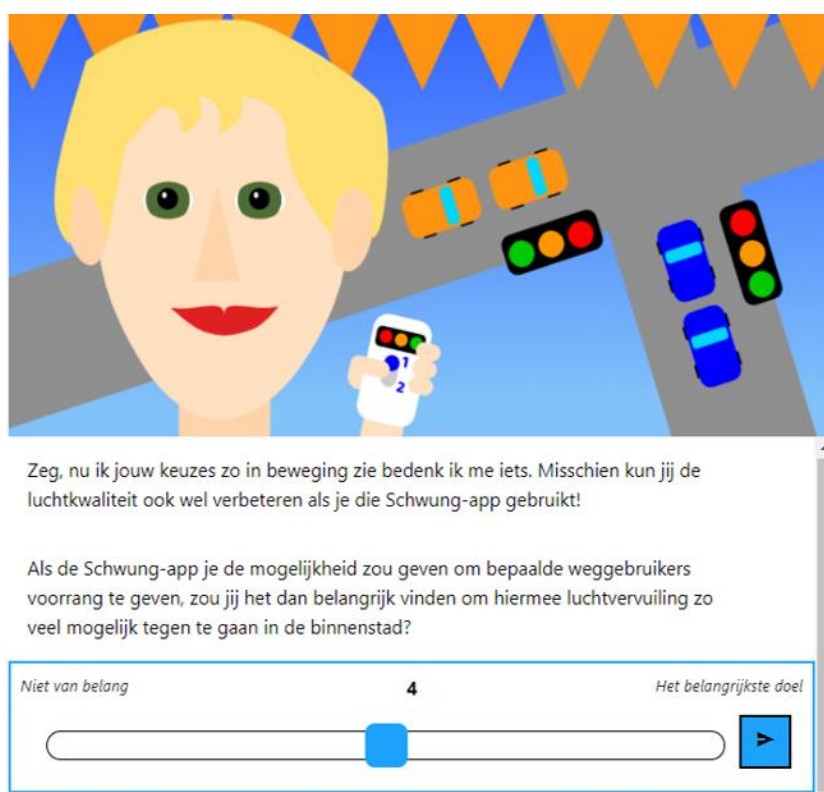 1
2
Zeg, nu ik jouw keuzes zo in beweging zie bedenk ik me iets. Misschien kun jij de
luchtkwaliteit ook wel verbeteren als je die Schwung-app gebruikt!
Als de Schwung-app je de mogelijkheid zou geven om bepaalde weggebruikers
voorrang te geven, zou jij het dan belangrijk vinden om hiermee luchtvervuiling zo
veel mogelijk tegen te gaan in de binnenstad?
Niet van belang 4 Het belangrijkste doel